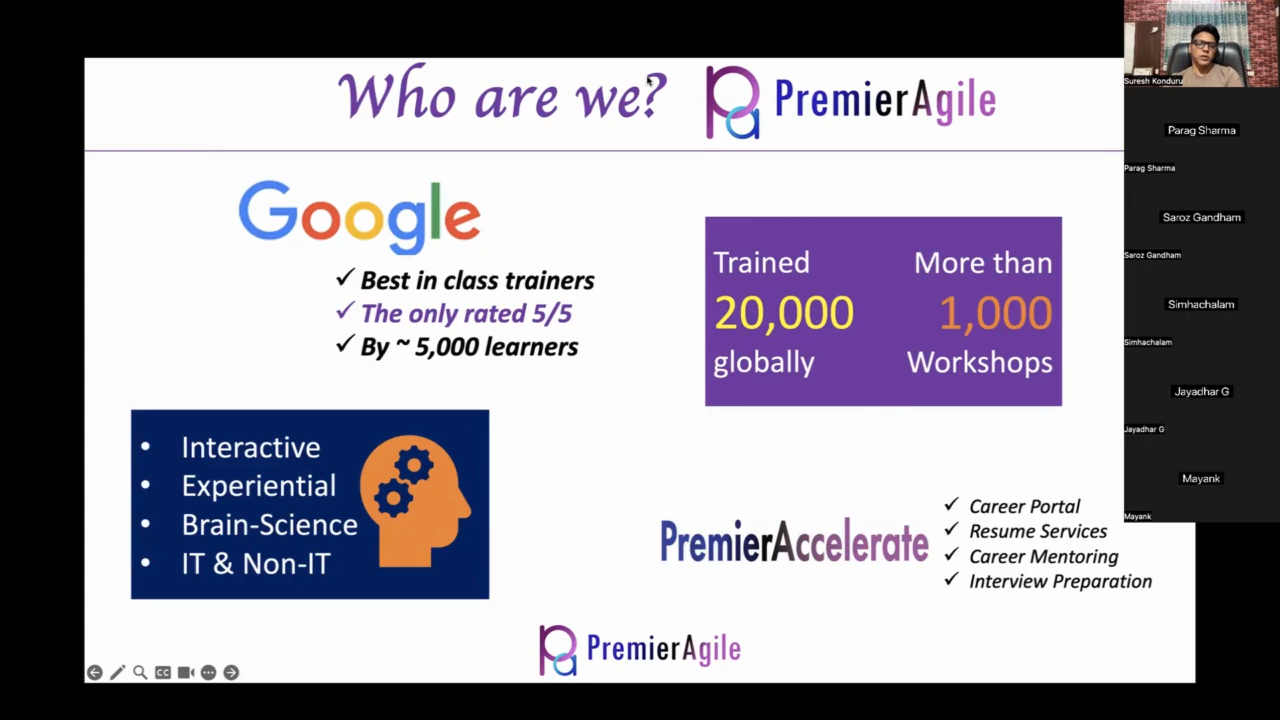 Who are we?
PremierAgile
Google
✓ Best in class trainers
✓ The only rated 5/5
✓ By ~ 5,000 learners
Trained
20,000
globally
More than
1,000
Workshops
• Interactive
• Experiential
• Brain-Science
• IT & Non-IT
PremierAccelerate
✓ Career Portal
✓ Resume Services
✓ Career Mentoring
✓ Interview Preparation
pa PremierAgile
CC
Suresh Konduru
Parag Sharma
Parag Sharma
Saroz Gandham
Saroz Gandham
Simhachalam
Simhachalam
Jayadhar G
Jayadhar G
Mayank
Mayank